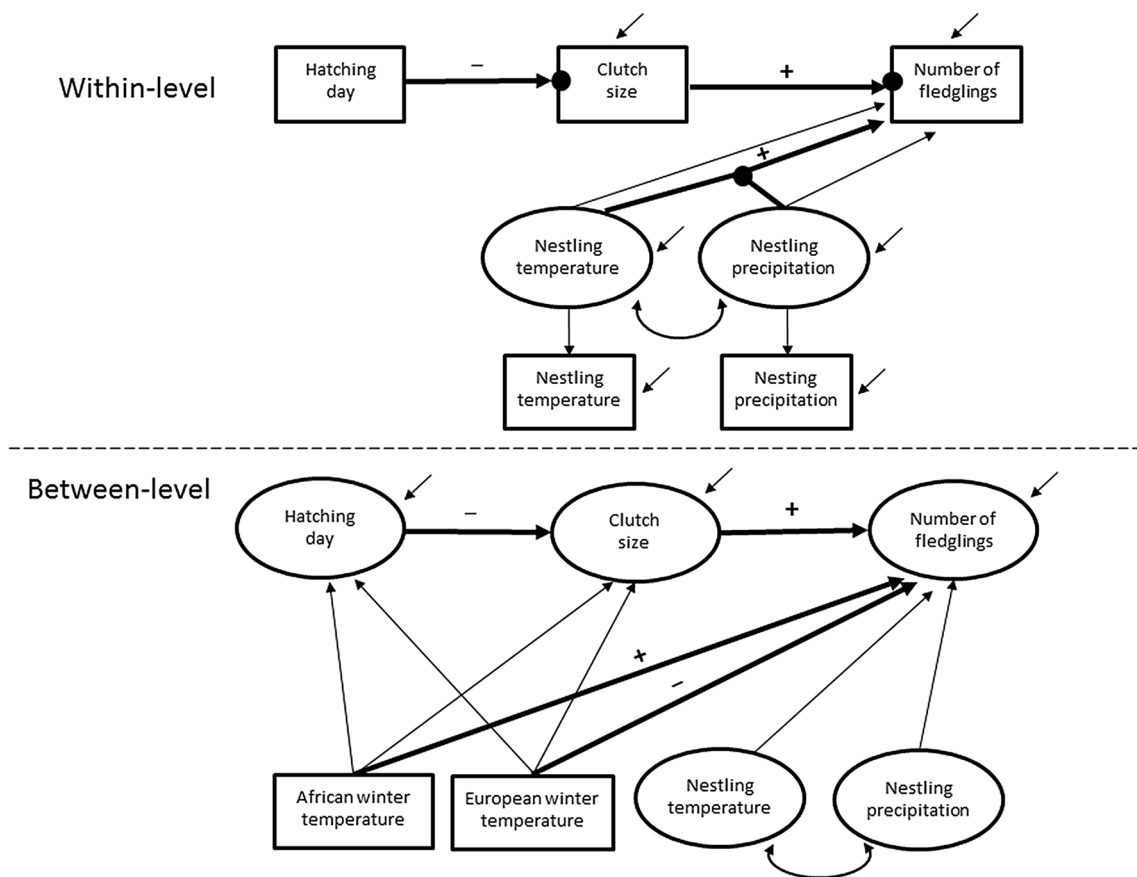 Within-level
Hatching
day
–
Clutch
size
+
Number of
fledglings
+
Nestling
temperature
Nestling
precipitation
Nestling
temperature
Nesting
precipitation
Between-level
Hatching
day
–
Clutch
size
+
Number of
fledglings
+
–
African winter
temperature
European winter
temperature
Nestling
temperature
Nestling
precipitation